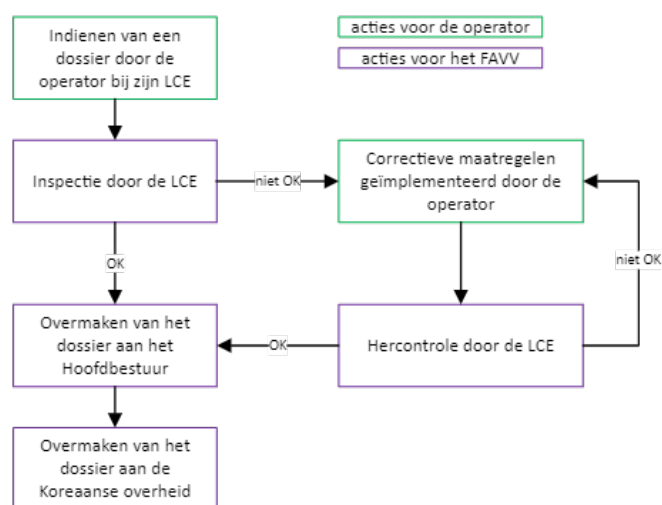 Indienen van een
dossier door de
operator bij zijn LCE
acties voor de operator
acties voor het FAVV
Inspectie door de LCE
niet OK
Correctieve maatregelen
geïmplementeerd door de
operator
niet OK
OK
Overmaken van het
dossier aan het
Hoofdbestuur
OK
Hercontrole door de LCE
Overmaken van het
dossier aan de
Koreaanse overheid